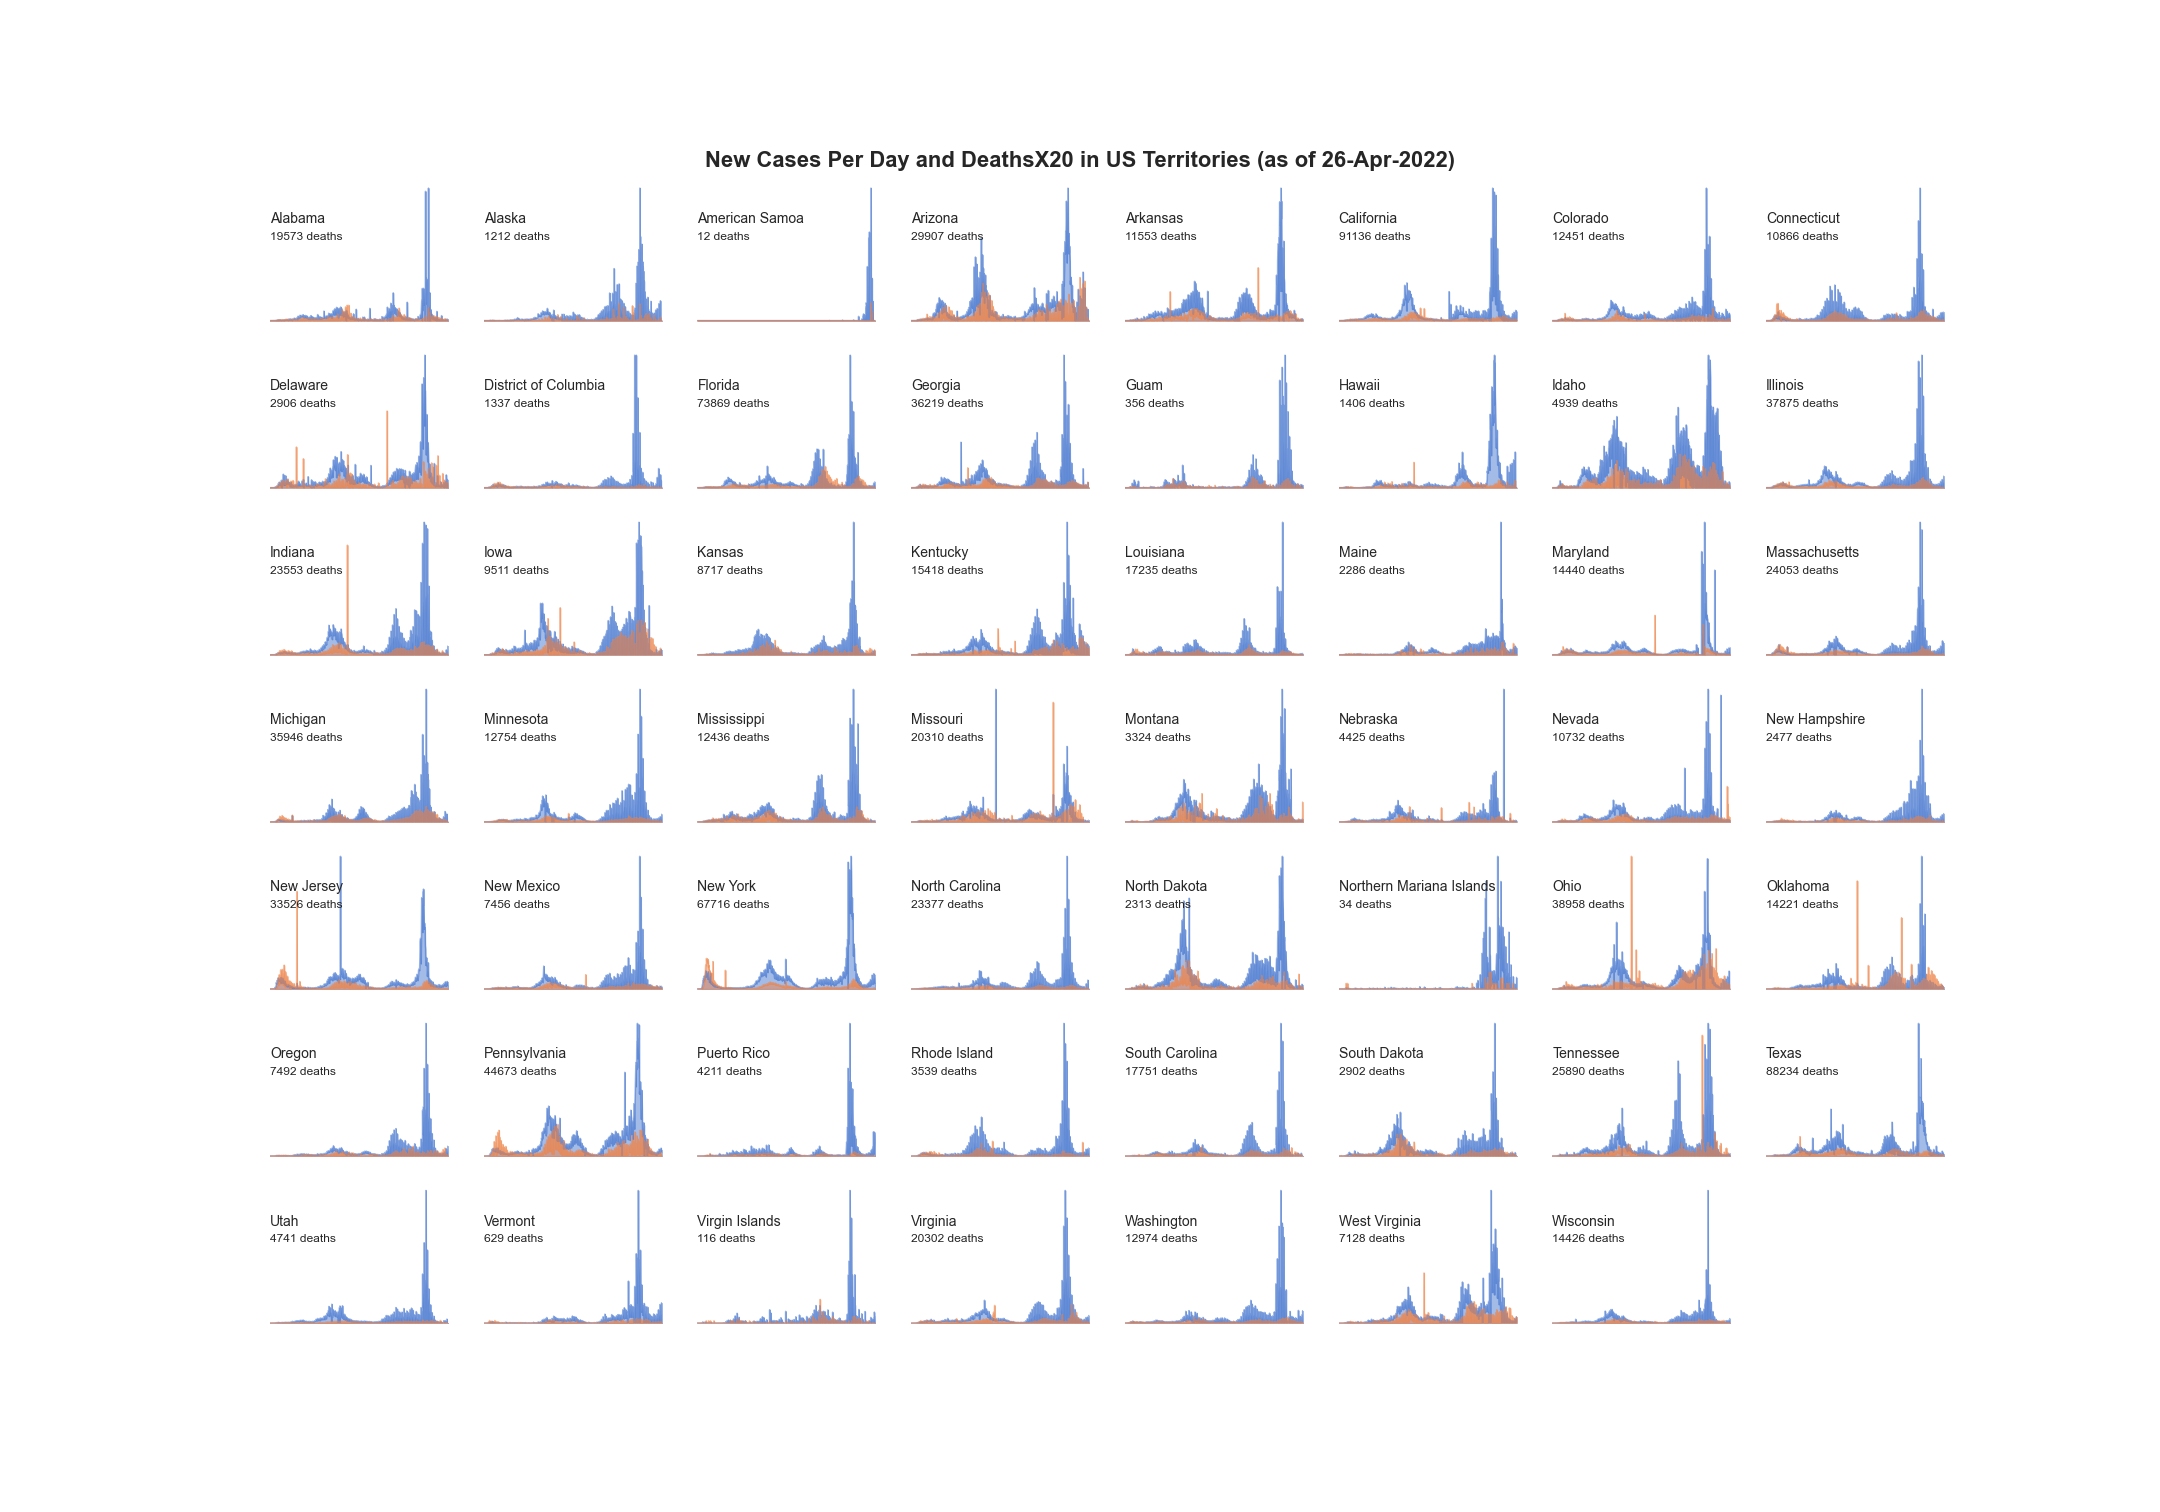 New Cases Per Day and DeathsX20 in US Territories (as of 26-Apr-2022)
Alabama
19573 deaths
Alaska
1212 deaths
American Samoa
12 deaths
Arizona
29907 deaths
Arkansas
11553 deaths
California
91136 deaths
Colorado
12451 deaths
Connecticut
10866 deaths
Delaware
2906 deaths
District of Columbia
1337 deaths
Florida
73869 deaths
Georgia
36219 deaths
Guam
356 deaths
Hawaii
1406 deaths
Idaho
4939 deaths
Illinois
37875 deaths
Indiana
23553 deaths
Iowa
9511 deaths
Kansas
8717 deaths
Kentucky
15418 deaths
Louisiana
17235 deaths
Maine
2286 deaths
Maryland
14440 deaths
Massachusetts
24053 deaths
Michigan
35946 deaths
Minnesota
12754 deaths
Mississippi
12436 deaths
Missouri
20310 deaths
Montana
3324 deaths
Nebraska
4425 deaths
Nevada
10732 deaths
New Hampshire
2477 deaths
New Jersey
33526 deaths
New Mexico
7456 deaths
New York
67716 deaths
North Carolina
23377 deaths
North Dakota
2313 deaths
Northern Mariana Islands
34 deaths
Ohio
38958 deaths
Oklahoma
14221 deaths
Oregon
7492 deaths
Pennsylvania
44673 deaths
Puerto Rico
4211 deaths
Rhode Island
3539 deaths
South Carolina
17751 deaths
South Dakota
2902 deaths
Tennessee
25890 deaths
Texas
88234 deaths
Utah
4741 deaths
Vermont
629 deaths
Virgin Islands
116 deaths
Virginia
20302 deaths
Washington
12974 deaths
West Virginia
7128 deaths
Wisconsin
14426 deaths